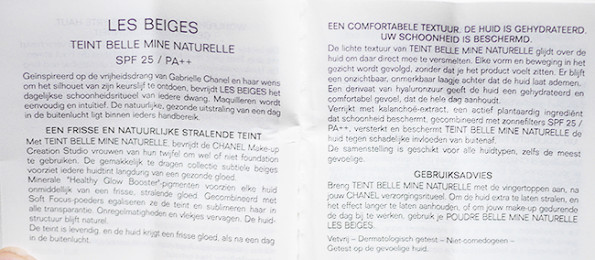 LES BEIGES
TEINT BELLE MINE NATURELLE
SPF 25 / PA++
Geïnspireerd op de vrijheidsdrang van Gabrielle Chanel en haar wens
om het silhouet van zijn keurslijf te ontdoen, bevrijdt LES BEIGES het
dagelijkse schoonheidsritueel van iedere dwang. Maquilleren wordt
eenvoudig en intuïtief. De natuurlijke, gezonde uitstraling van een dag
in de buitenlucht ligt binnen ieders handbereik.
EEN FRISSE EN NATUURLIJKE STRALENDE TEINT
Met TEINT BELLE MINE NATURELLE, bevrijdt de CHANEL Make-up
Creation Studio vrouwen van hun twijfel om wel of niet foundation
te gebruiken. De gemakkelijk te dragen collectie subtiele beiges
voorziet iedere huidtint langdurig van een gezonde gloed.
Minerale "Healthy Glow Booster"-pigmenten voorzien elke huid
onmiddellijk van een frisse, stralende gloed. Gecombineerd met
Soft Focus-poeders egaliseren ze de teint en sublimeren haar in
alle transparantie. Onregelmatigheden en vlekjes vervagen. De huid-
structuur blijft naturel.
De teint is levendig, en de huid krijgt een frisse gloed, als na een dag
in de buitenlucht.
EEN COMFORTABELE TEXTUUR. DE HUID IS GEHYDRATEERD.
UW SCHOONHEID IS BESCHERMD.
De lichte textuur van TEINT BELLE MINE NATURELLE glijdt over de
huid om daar direct mee te versmelten. Elke vorm en beweging in het
gezicht wordt gevolgd, zonder dat je het product voelt zitten. Er blijft
een onzichtbaar, onmerkbaar laagje achter dat de huid laat ademen.
Een derivaat van hyaluronzuur geeft de huid een gehydrateerd en
comfortabel gevoel, dat de hele dag aanhoudt.
Verrijkt met kalanchoë-extract, een actief plantaardig ingrediënt
dat schoonheid beschermt, gecombineerd met zonnefilters SPF 25 /
PA++, versterkt en beschermt TEINT BELLE MINE NATURELLE de
huid tegen schadelijke invloeden van buitenaf.
De samenstelling is geschikt voor alle huidtypen, zelfs de meest
gevoelige.
GEBRUIKSADVIES
Breng TEINT BELLE MINE NATURELLE met de vingertoppen aan, na
jouw CHANEL verzorgingsritueel. Om de huid extra te laten stralen, en
het effect langer te laten aanhouden, of om jouw make-up gedurende
de dag bij te werken, gebruik je POUDRE BELLE MINE NATURELLE
LES BEIGES.
Vetvrij – Dermatologisch getest – Niet-comedogeen –
Getest op de gevoelige huid.